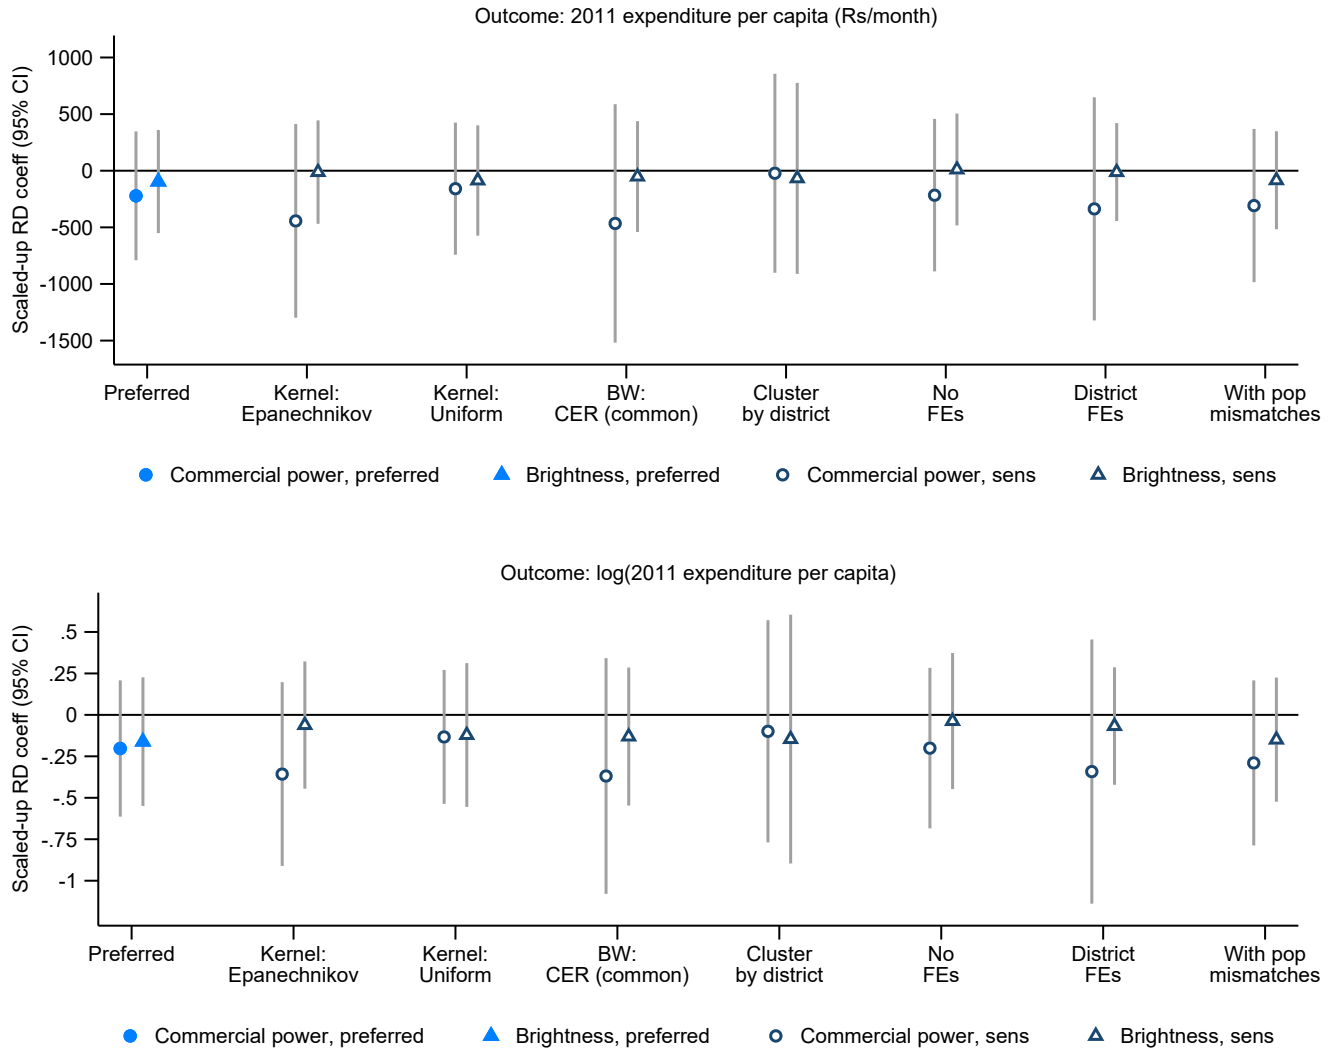 Outcome: 2011 expenditure per capita (Rs/month)
Scaled-up RD coeff (95% CI)
1000
500
0
-500
-1000
-1500
Preferred
Kernel:
Epanechnikov
Kernel:
Uniform
BW:
CER (common)
Cluster
by district
No
FEs
District
FEs
With pop
mismatches
Commercial power, preferred
Brightness, preferred
Commercial power, sens
Brightness, sens
Outcome: log(2011 expenditure per capita)
Scaled-up RD coeff (95% CI)
.5
.25
0
-.25
-.5
-.75
-1
Preferred
Kernel:
Epanechnikov
Kernel:
Uniform
BW:
CER (common)
Cluster
by district
No
FEs
District
FEs
With pop
mismatches
Commercial power, preferred
Brightness, preferred
Commercial power, sens
Brightness, sens